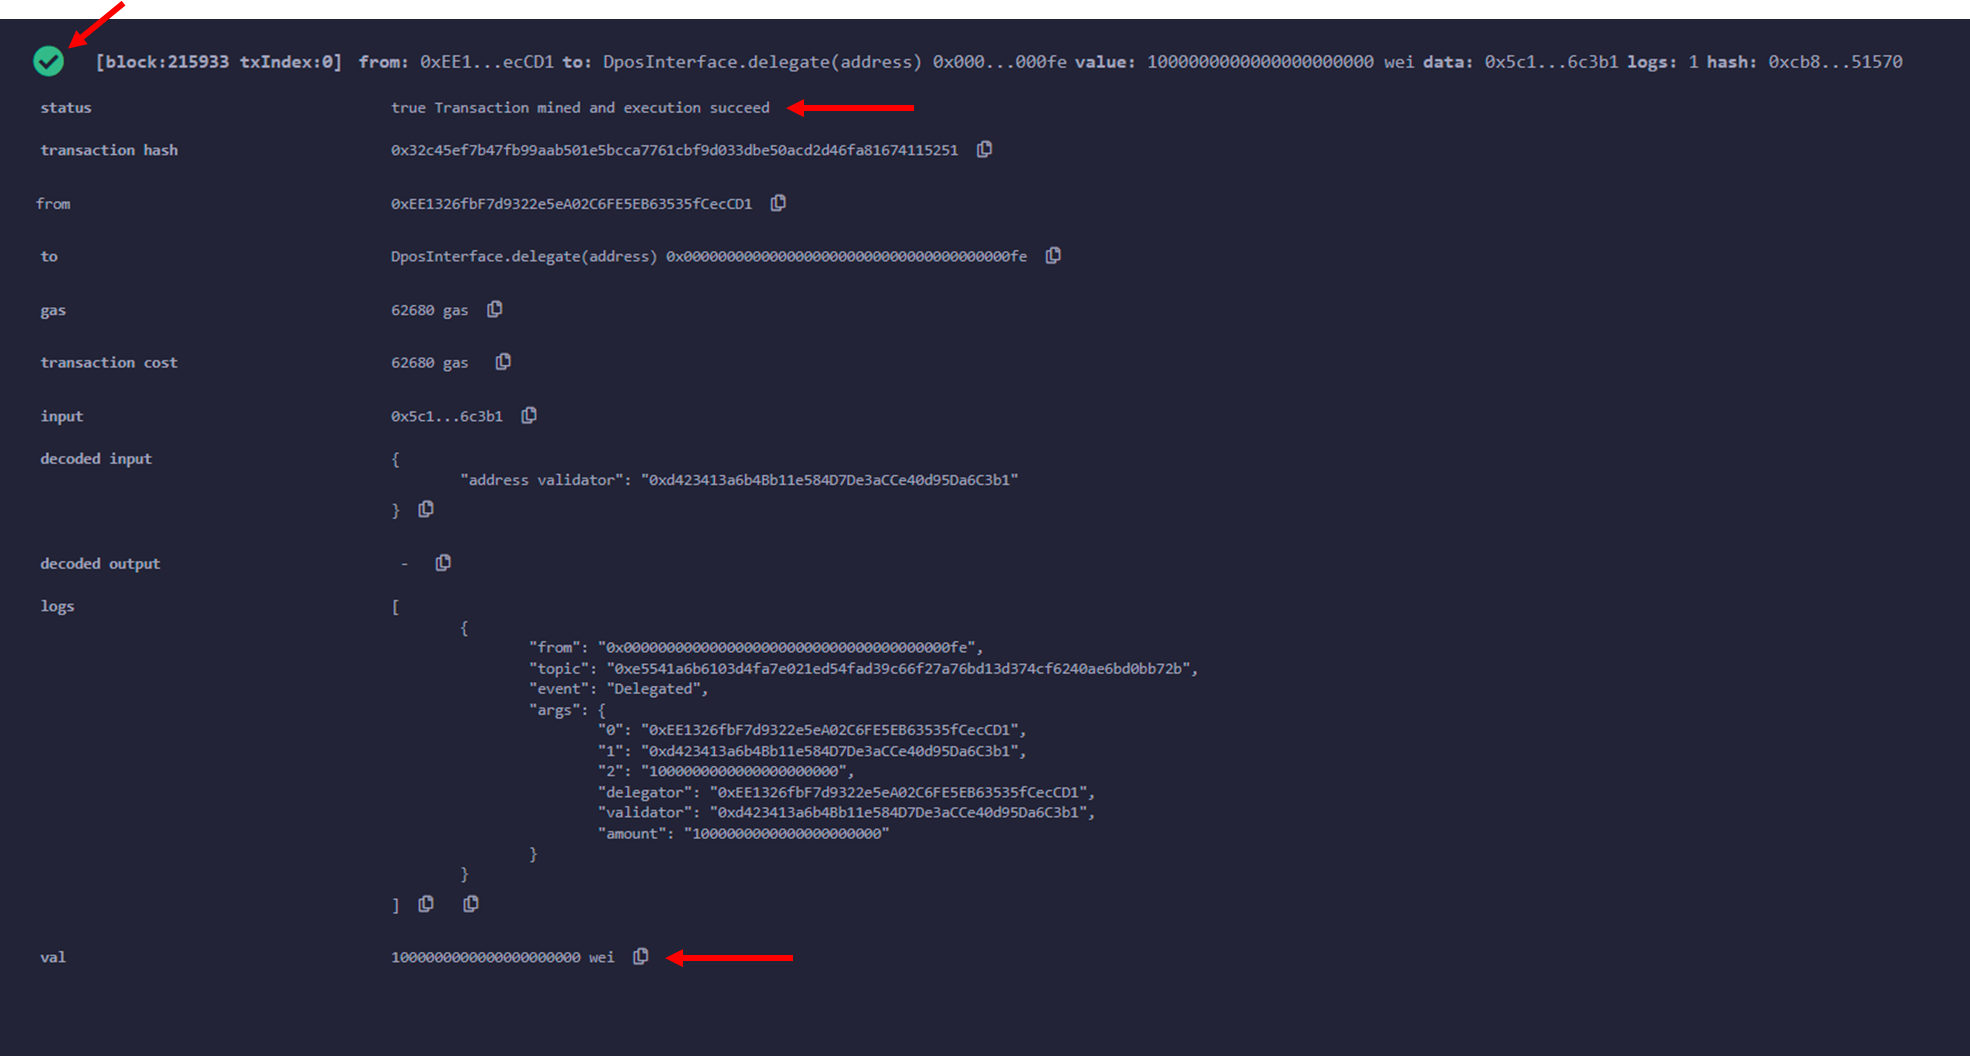 [block:215933 txIndex:0] from: 0xEE1...ecCD1 to: DposInterface.delegate(address) 0x000...000fe value: 1000000000000000000000 wei data: 0x5c1...6c3b1 logs: 1 hash: 0xcb8...51570
status true Transaction mined and execution succeed
transaction hash 0x32c45ef7b47fb99aab501e5bcca7761cbf9d033dbe50acd2d46fa81674115251
from 0xEE1326fbF7d9322e5eA02C6FE5EB63535fCecCD1
to DposInterface.delegate(address) 0x00000000000000000000000000000000000000fe
gas 62680 gas
transaction cost 62680 gas
input 0x5c1...6c3b1
decoded input {
"address validator": "0xd423413a6b4Bb11e584D7De3aCCe40d95Da6C3b1"
}
decoded output -
logs [
{
"from": "0x00000000000000000000000000000000000000fe",
"topic": "0xe5541a6b6103d4fa7e021ed54fad39c66f27a76bd13d374cf6240ae6bd0bb72b",
"event": "Delegated",
"args": {
"0": "0xEE1326fbF7d9322e5eA02C6FE5EB63535fCecCD1",
"1": "0xd423413a6b4Bb11e584D7De3aCCe40d95Da6C3b1",
"2": "1000000000000000000000",
"delegator": "0xEE1326fbF7d9322e5eA02C6FE5EB63535fCecCD1",
"validator": "0xd423413a6b4Bb11e584D7De3aCCe40d95Da6C3b1",
"amount": "1000000000000000000000"
}
}
]
val 1000000000000000000000 wei